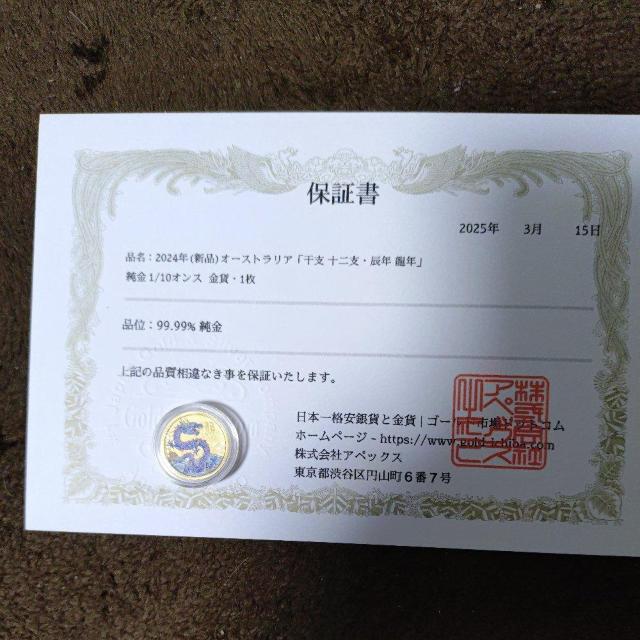 保証書
2025年 3月 15日
品名：2024年(新品)オーストラリア「干支 十二支・辰年 龍年」
純金 1/10オンス 金貨・1枚
品位：99.99% 純金
上記の品質相違なき事を保証いたします。
日本一格安銀貨と金貨 | ゴールド市場ドットコム
ホームページ - https://www.gold-ichiba.com
株式会社アペックス
東京都渋谷区円山町６番７号